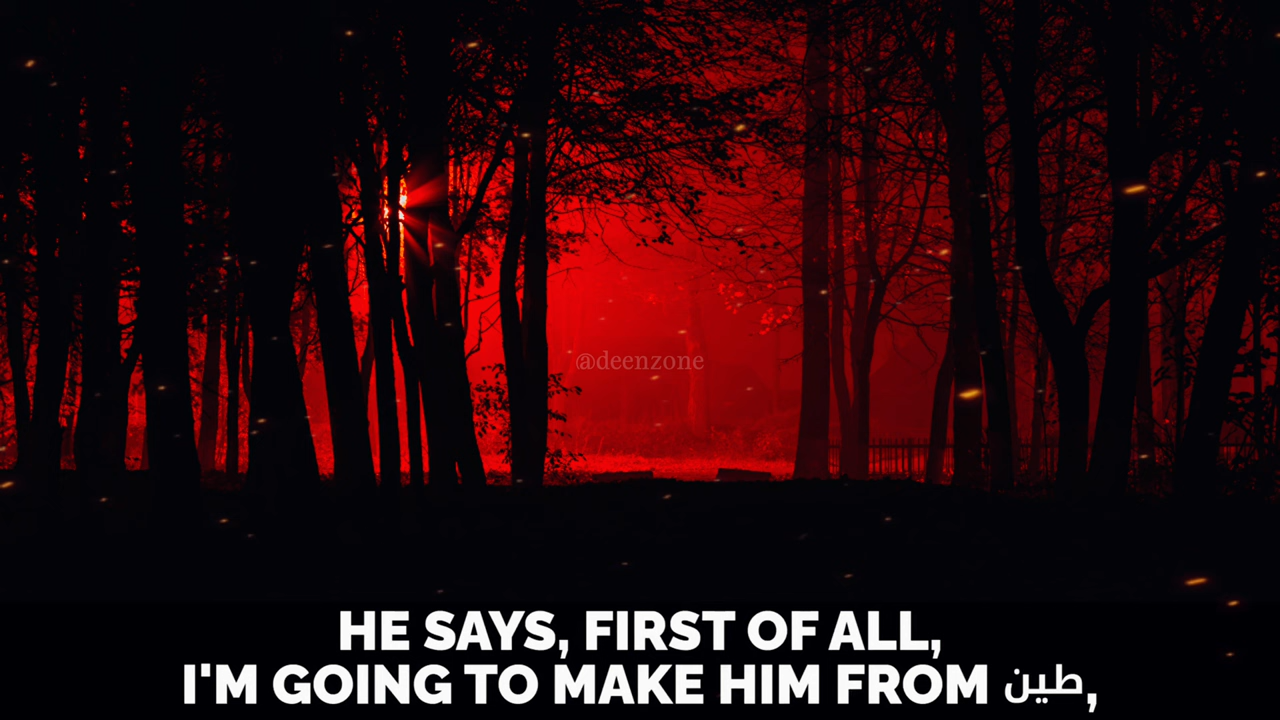 @deenzone
HE SAYS, FIRST OF ALL,
I'M GOING TO MAKE HIM FROM طين,